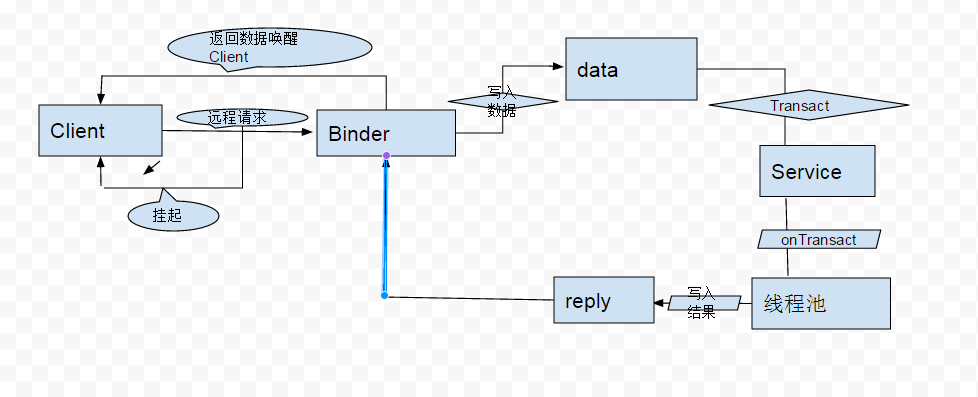 返回数据唤醒
Client
Client
远程请求
Binder
写入
数据
data
Transact
Service
挂起
onTransact
reply
写入
结果
线程池